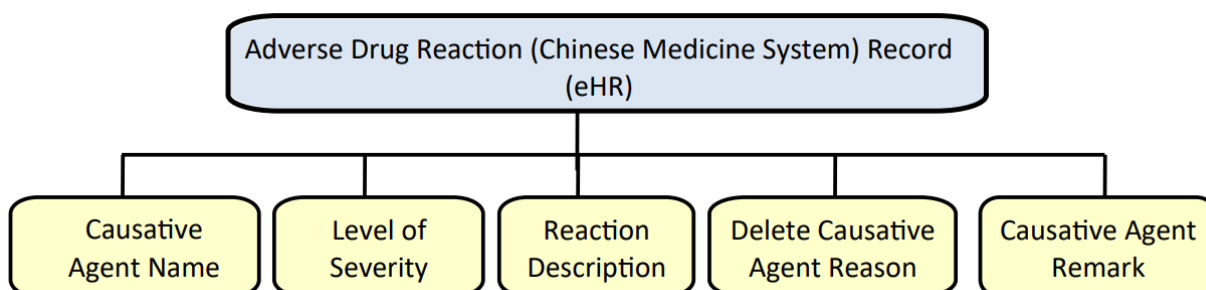 Adverse Drug Reaction (Chinese Medicine System) Record
(eHR)
Causative
Agent Name
Level of
Severity
Reaction
Description
Delete Causative
Agent Reason
Causative Agent
Remark